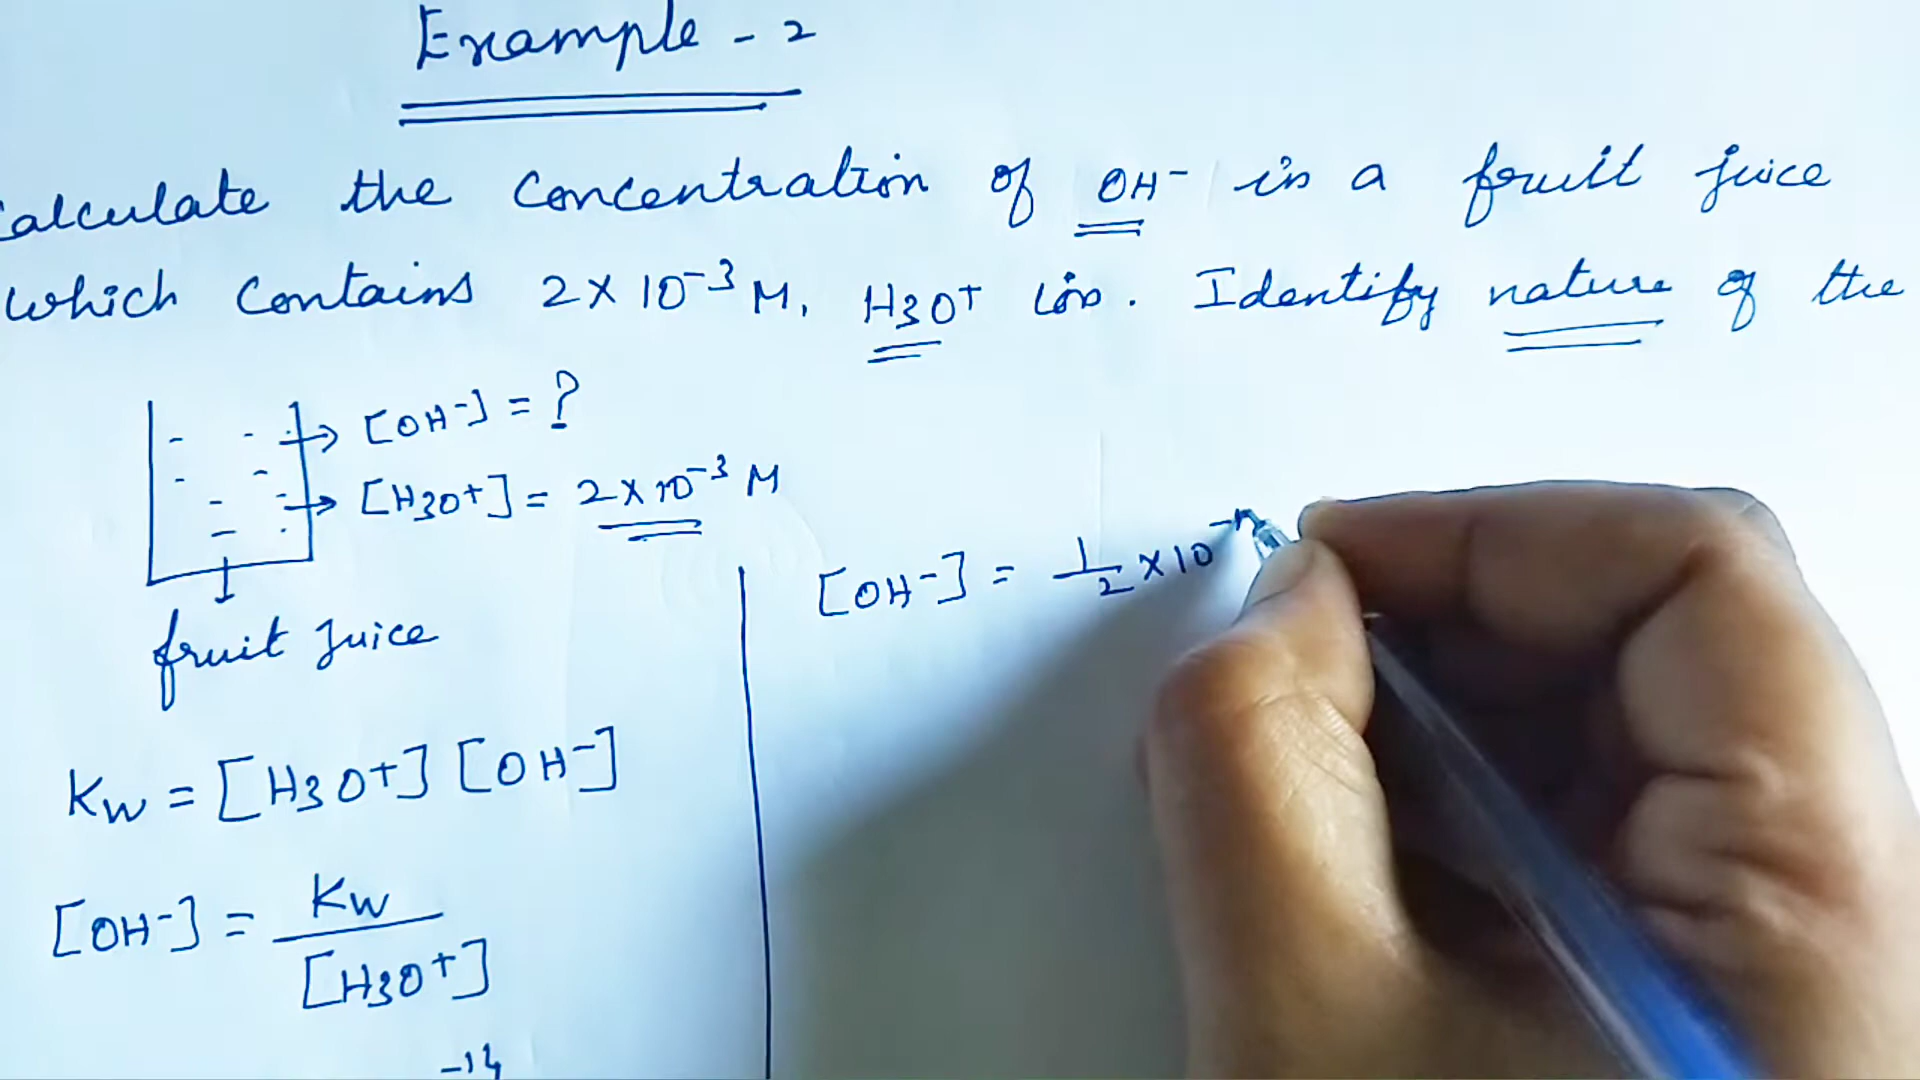 Example - 2
Calculate the concentration of OH⁻ in a fruit juice
which contains 2 × 10⁻³ M, H3O⁺ ion. Identify nature of the
[OH⁻] = ?
[H3O⁺] = 2 × 10⁻³ M
fruit juice
Kw = [H3O⁺] [OH⁻]
[OH⁻] = Kw / [H3O⁺]
-14
[OH⁻] = 1/2 × 10⁻